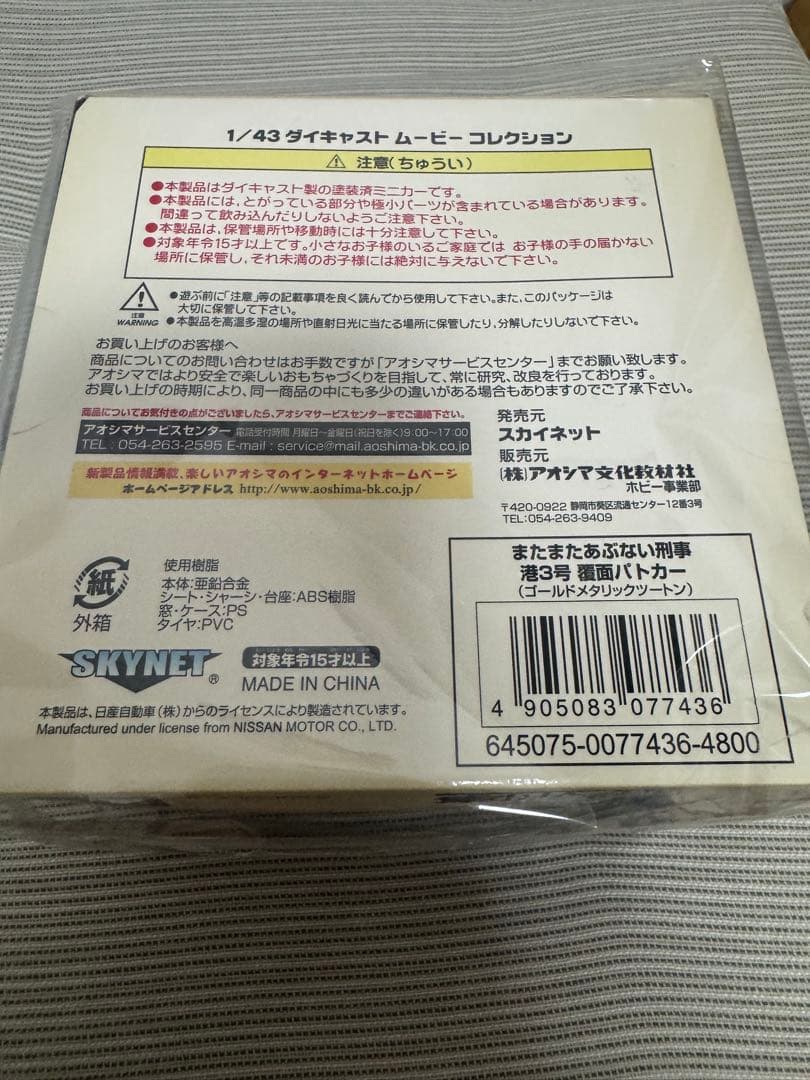 1/43 ダイキャスト ムービー コレクション
⚠ 注意(ちゅうい)
●本製品はダイキャスト製の塗装済ミニカーです。
●本製品には、とがっている部分や極小パーツが含まれている場合があります。
間違って飲み込んだりしないようご注意下さい。
●本製品は、保管場所や移動時には十分注意して下さい。
●対象年令15才以上です。小さなお子様のいるご家庭では お子様の手の届かない
場所に保管し、それ未満のお子様には絶対に与えないで下さい。
注意
WARNING
●遊ぶ前に「注意」等の記載事項を良く読んでから使用して下さい。また、このパッケージは
大切に保管して下さい。
●本製品を高温多湿の場所や直射日光に当たる場所に保管したり、分解したりしないで下さい。
お買い上げのお客様へ
商品についてのお問い合わせはお手数ですが「アオシマサービスセンター」までお願い致します。
アオシマではより安全で楽しいおもちゃづくりを目指して、常に研究、改良を行っております。
お買い上げの時期により、同一商品の中にも多少の違いがある場合もありますのでご了承下さい。
商品についてお気付きの点がございましたら、アオシマサービスセンターまでご連絡下さい。
アオシマサービスセンター 電話受付時間 月曜日〜金曜日(祝日を除く)9:00〜17:00
TEL : 054-263-2595 E-mail : service@mail.aoshima-bk.co.jp
新製品情報満載、楽しいアオシマのインターネットホームページ
ホームページアドレス http://www.aoshima-bk.co.jp/
発売元
スカイネット
販売元
(株)アオシマ文化教材社
ホビー事業部
〒420-0922 静岡市葵区流通センター12番3号
TEL:054-263-9409
紙
外箱
使用樹脂
本体:亜鉛合金
シート・シャーシ・台座:ABS樹脂
窓・ケース:PS
タイヤ:PVC
SKYNET®
対象年令15才以上
MADE IN CHINA
本製品は、日産自動車(株)からのライセンスにより製造されています。
Manufactured under license from NISSAN MOTOR CO., LTD.
またまたあぶない刑事
港3号 覆面パトカー
(ゴールドメタリックツートン)
4 905083 077436
645075-0077436-4800